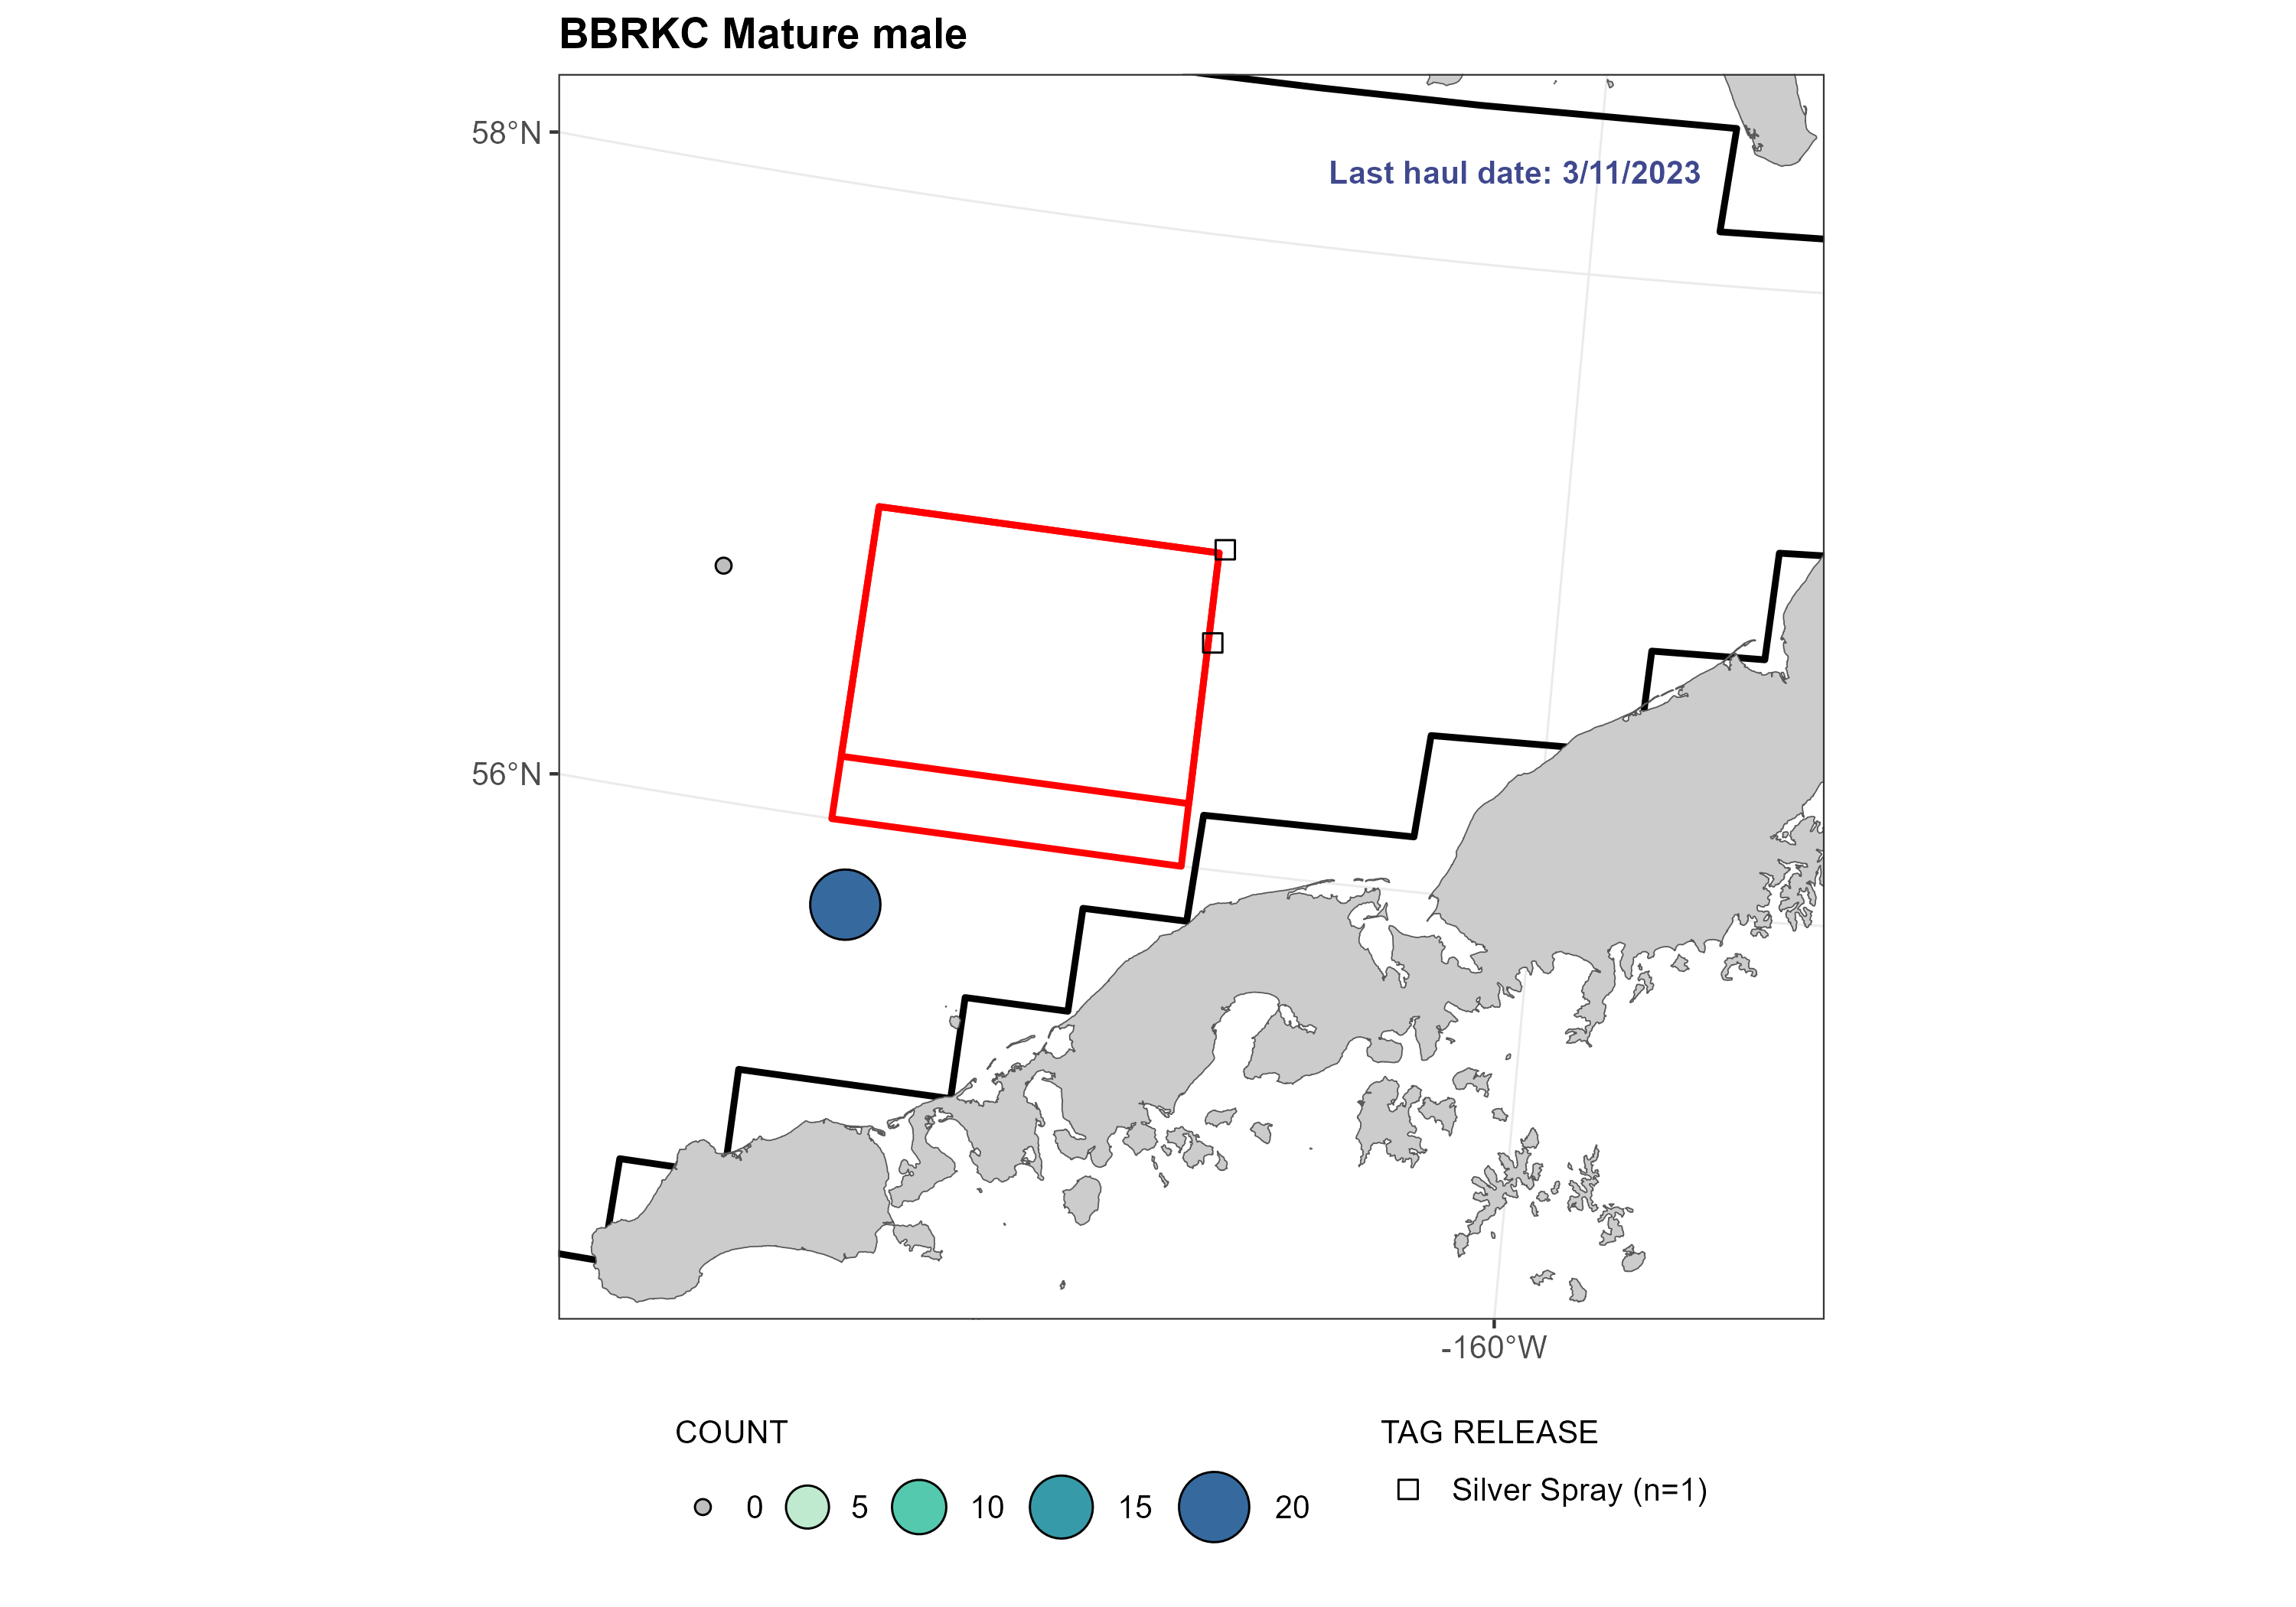 BBRKC Mature male
58°N
Last haul date: 3/11/2023
56°N
-160°W
COUNT
0 5 10 15 20
TAG RELEASE
Silver Spray (n=1)